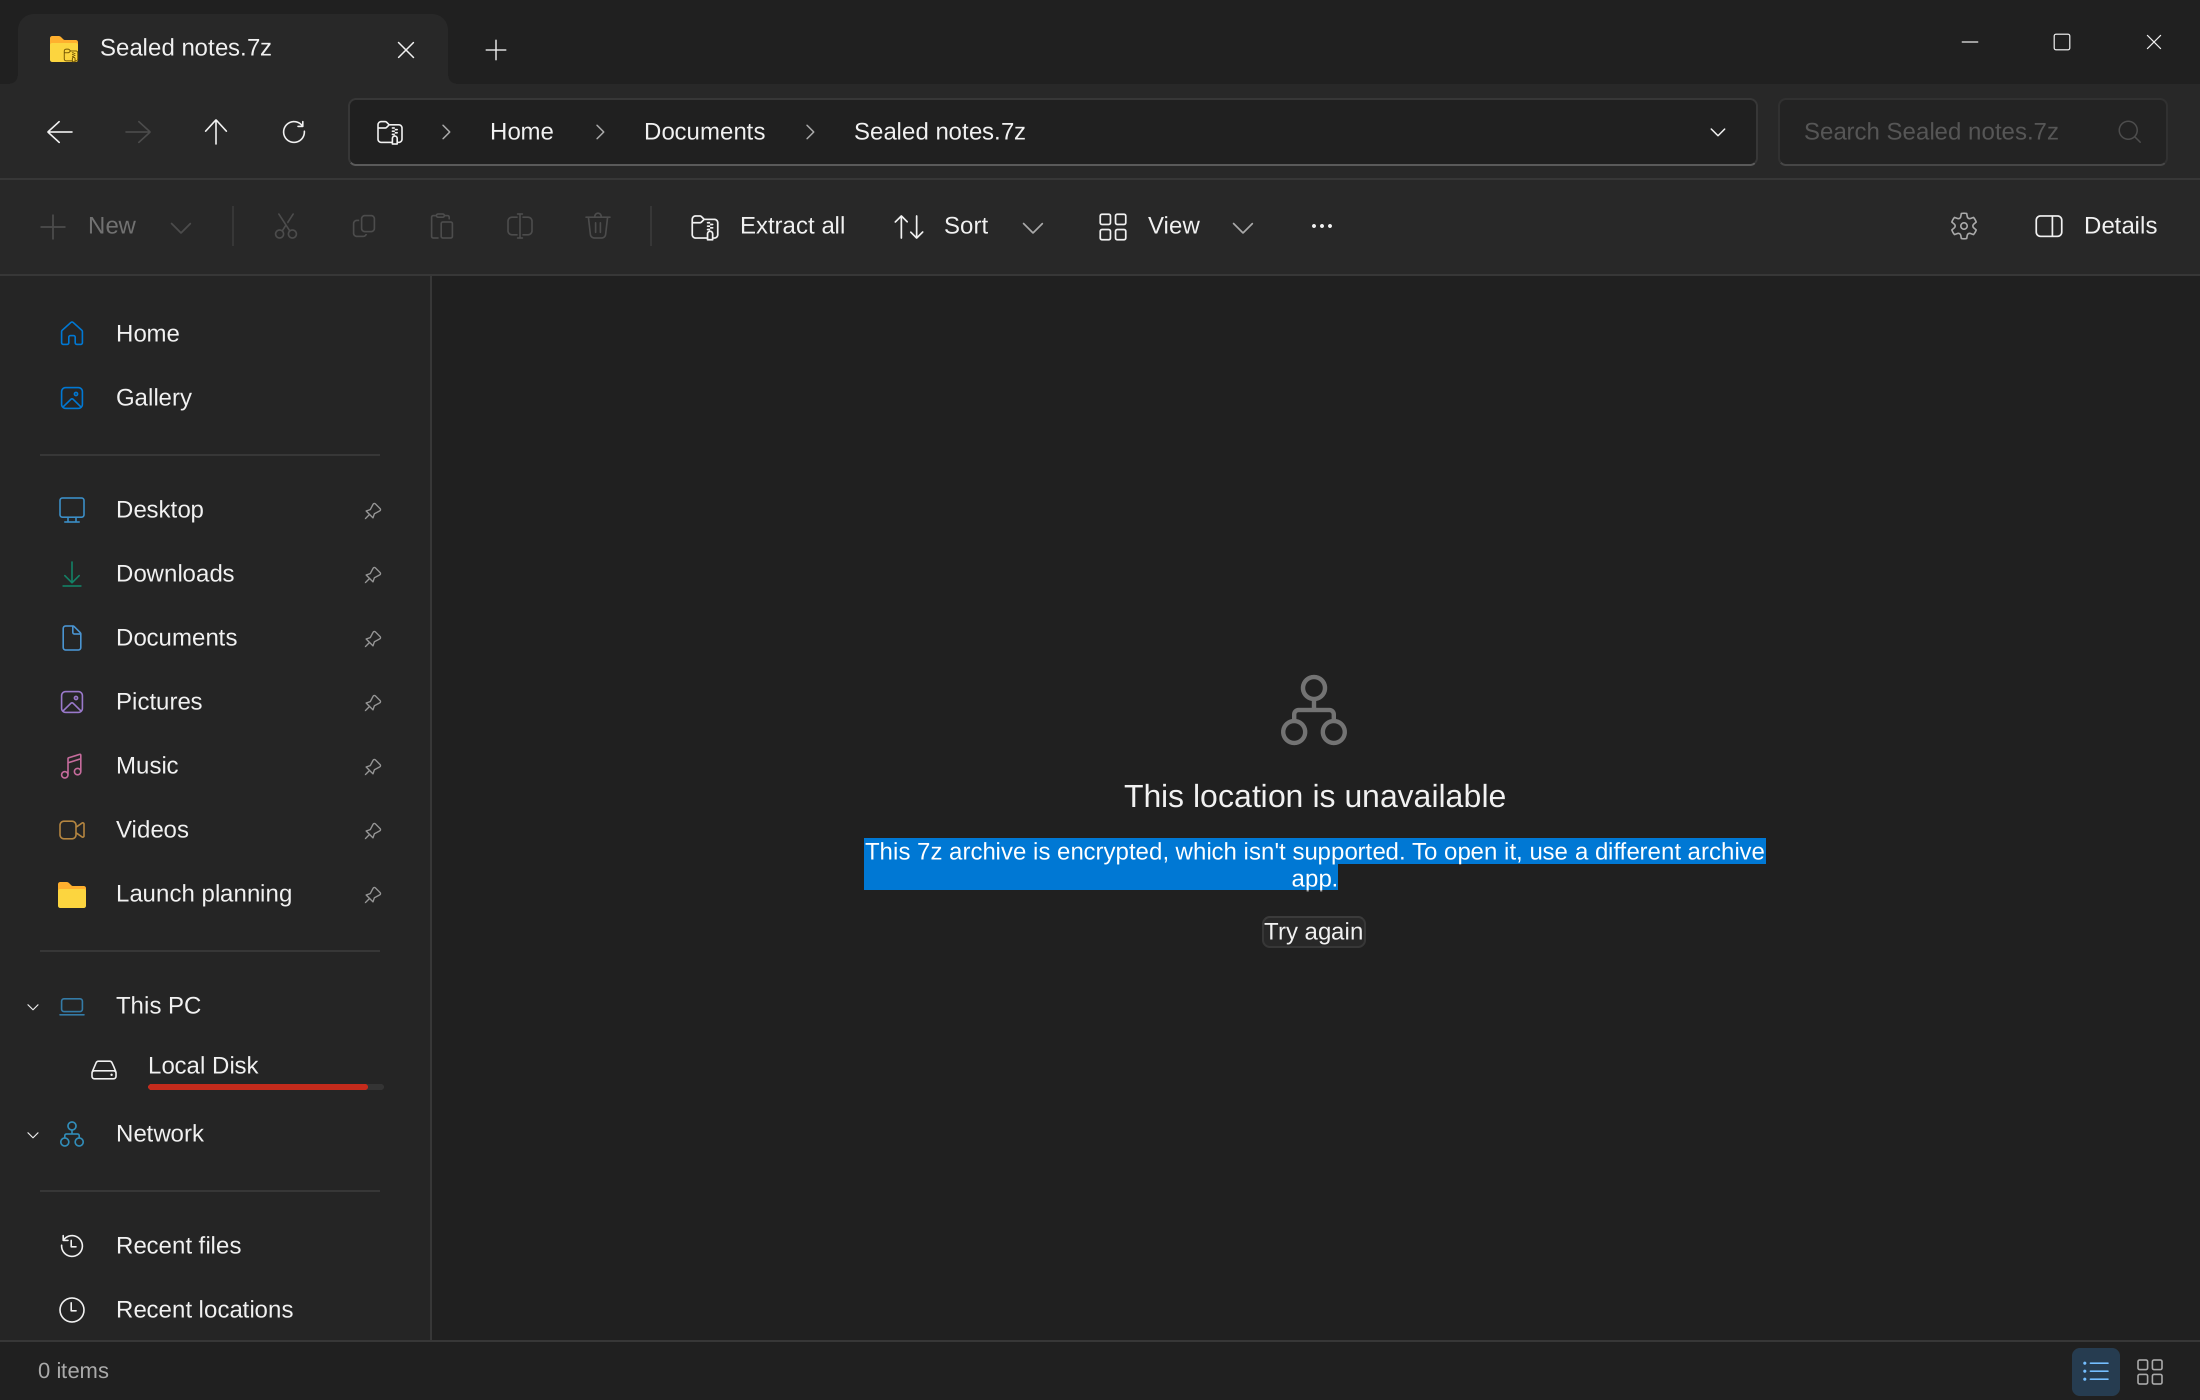 Sealed notes.7z
Home
Documents
Sealed notes.7z
Search Sealed notes.7z
New
Extract all
Sort
View
Details
Home
Gallery
Desktop
Downloads
Documents
Pictures
Music
Videos
Launch planning
This PC
Local Disk
Network
Recent files
Recent locations
This location is unavailable
This 7z archive is encrypted, which isn't supported. To open it, use a different archive
app.
Try again
0 items